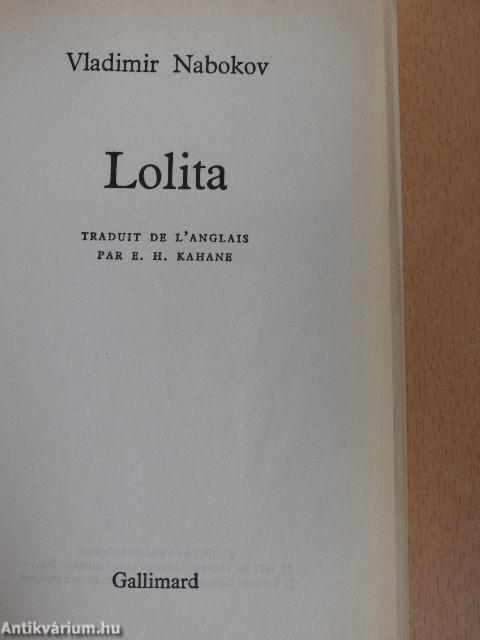 Vladimir Nabokov
Lolita
TRADUIT DE L'ANGLAIS
PAR E. H. KAHANE
Gallimard
Antikvárium.hu